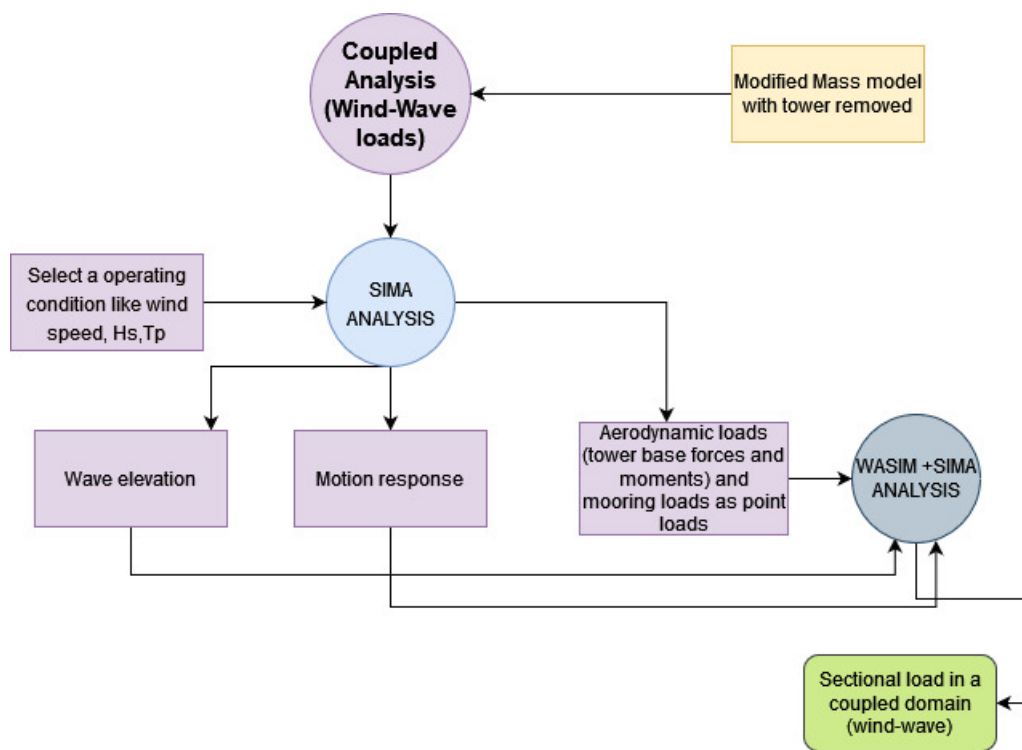 Coupled
Analysis
(Wind-Wave
loads)
Modified Mass model
with tower removed
Select a operating
condition like wind
speed, Hs,Tp
SIMA
ANALYSIS
Wave elevation
Motion response
Aerodynamic loads
(tower base forces and
moments) and
mooring loads as point
loads
WASIM +SIMA
ANALYSIS
Sectional load in a
coupled domain
(wind-wave)